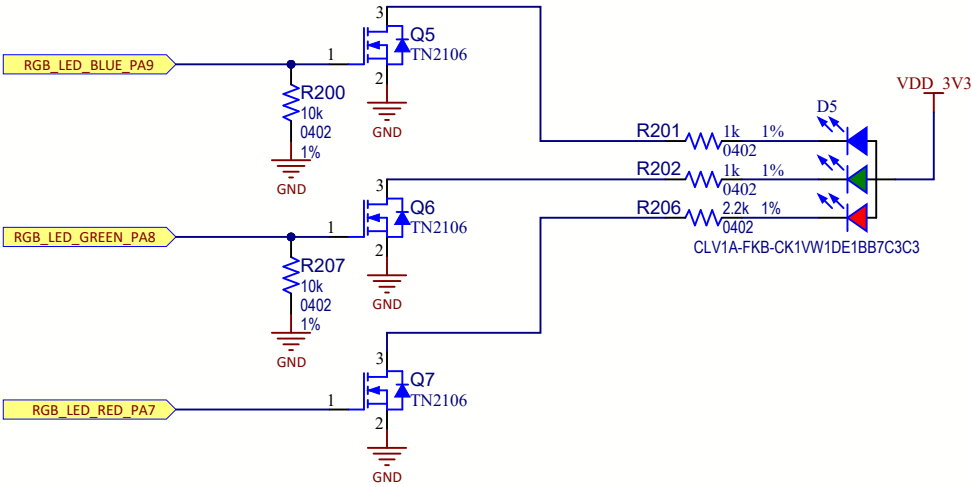 3
Q5
TN2106
1
RGB_LED_BLUE_PA9
2
R200
10k
0402
1%
GND
GND
VDD_3V3
D5
R201
1k 1%
0402
R202
1k 1%
0402
R206
2.2k 1%
0402
CLV1A-FKB-CK1VW1DE1BB7C3C3
3
Q6
TN2106
1
RGB_LED_GREEN_PA8
2
R207
10k
0402
1%
GND
GND
3
Q7
TN2106
1
RGB_LED_RED_PA7
2
GND